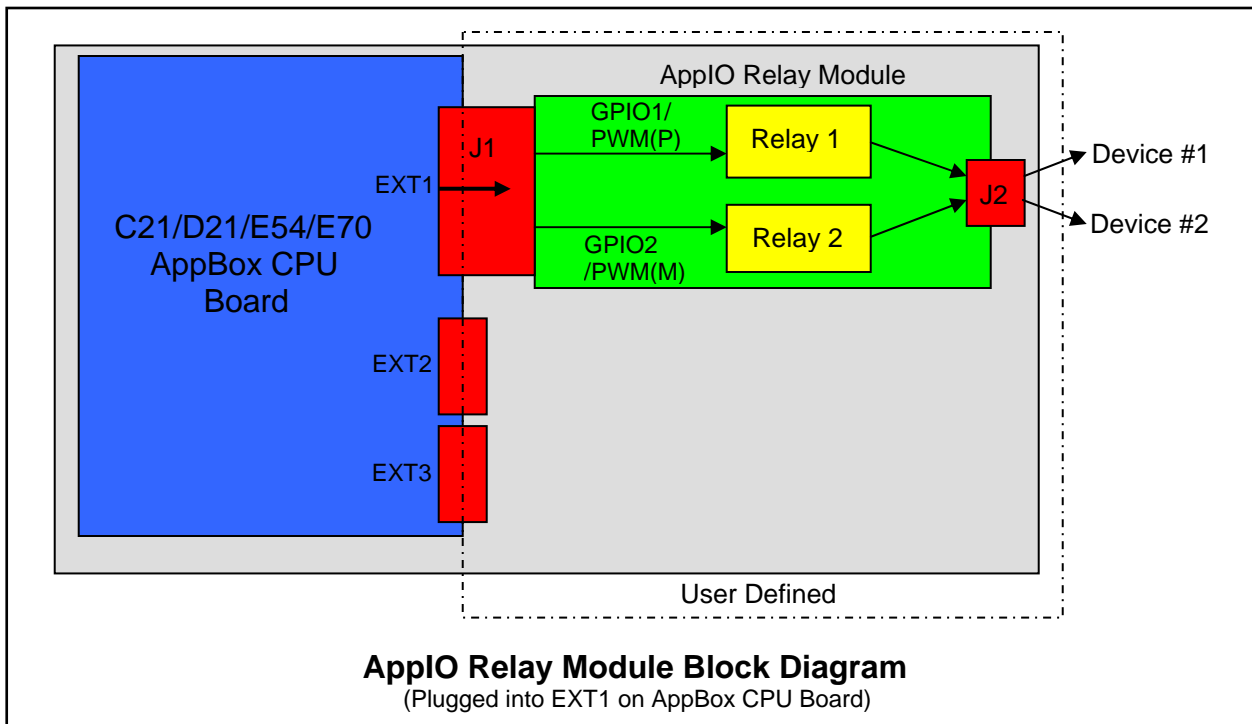 AppIO Relay Module
GPIO1/
PWM(P)
Relay 1
J1
EXT1
C21/D21/E54/E70
AppBox CPU
Board
GPIO2
/PWM(M)
Relay 2
J2
Device #1
Device #2
EXT2
EXT3
User Defined
AppIO Relay Module Block Diagram
(Plugged into EXT1 on AppBox CPU Board)